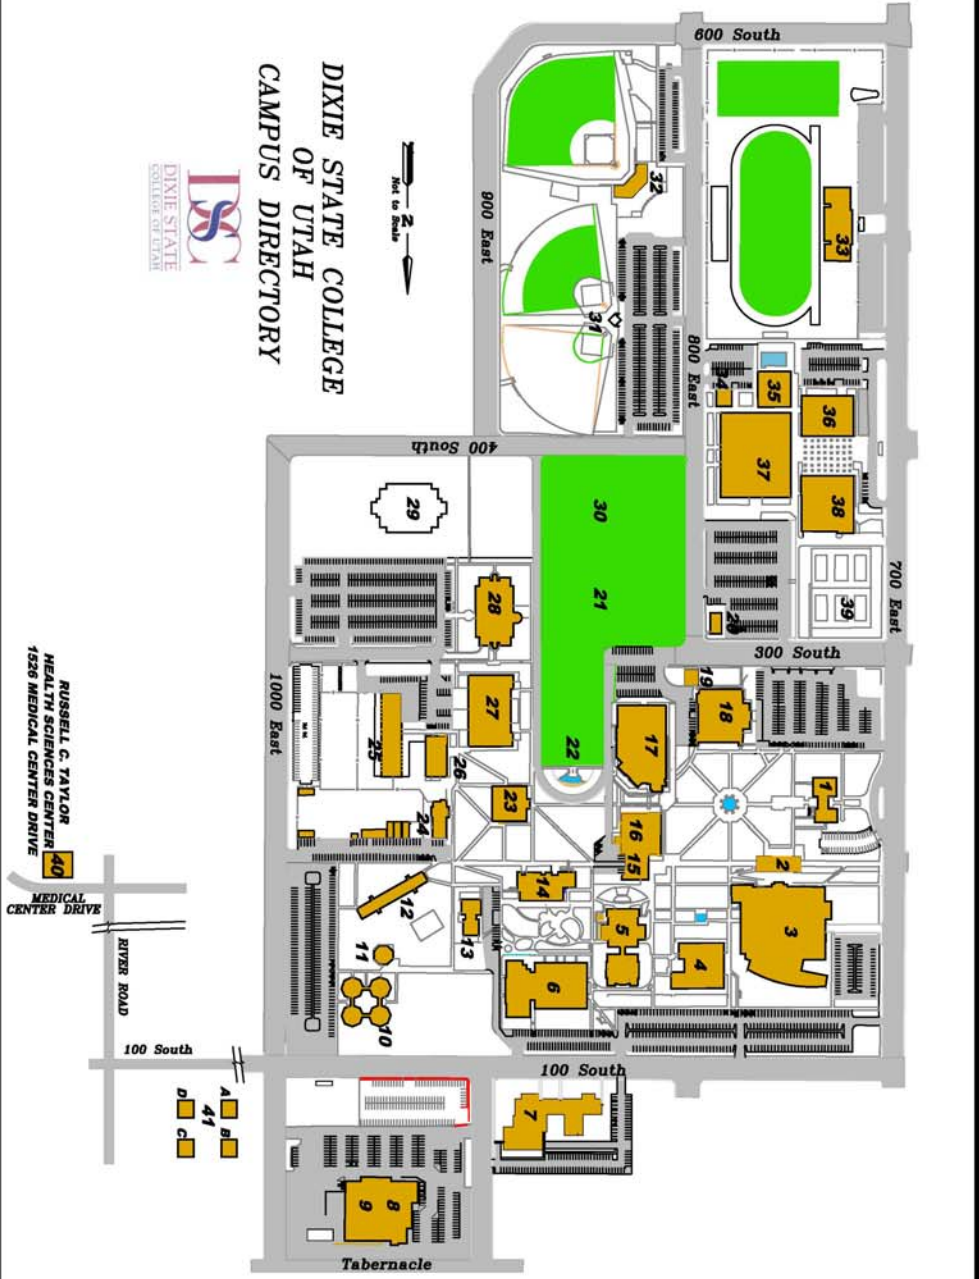 DIXIE STATE COLLEGE
OF UTAH
CAMPUS DIRECTORY
DSC
DIXIE STATE
COLLEGE OF UTAH
N
Not to Scale
600 South
900 East
800 East
700 East
400 South
300 South
1000 East
100 South
100 South
Tabernacle
RIVER ROAD
MEDICAL
CENTER DRIVE
RUSSELL C. TAYLOR
HEALTH SCIENCES CENTER
1526 MEDICAL CENTER DRIVE
40
32
33
31
34
35
36
37
38
39
20
29
30
21
28
27
22
25
26
23
24
19
18
17
16
15
1
2
3
4
5
6
14
13
12
11
10
7
8
9
A
B
41
D
C